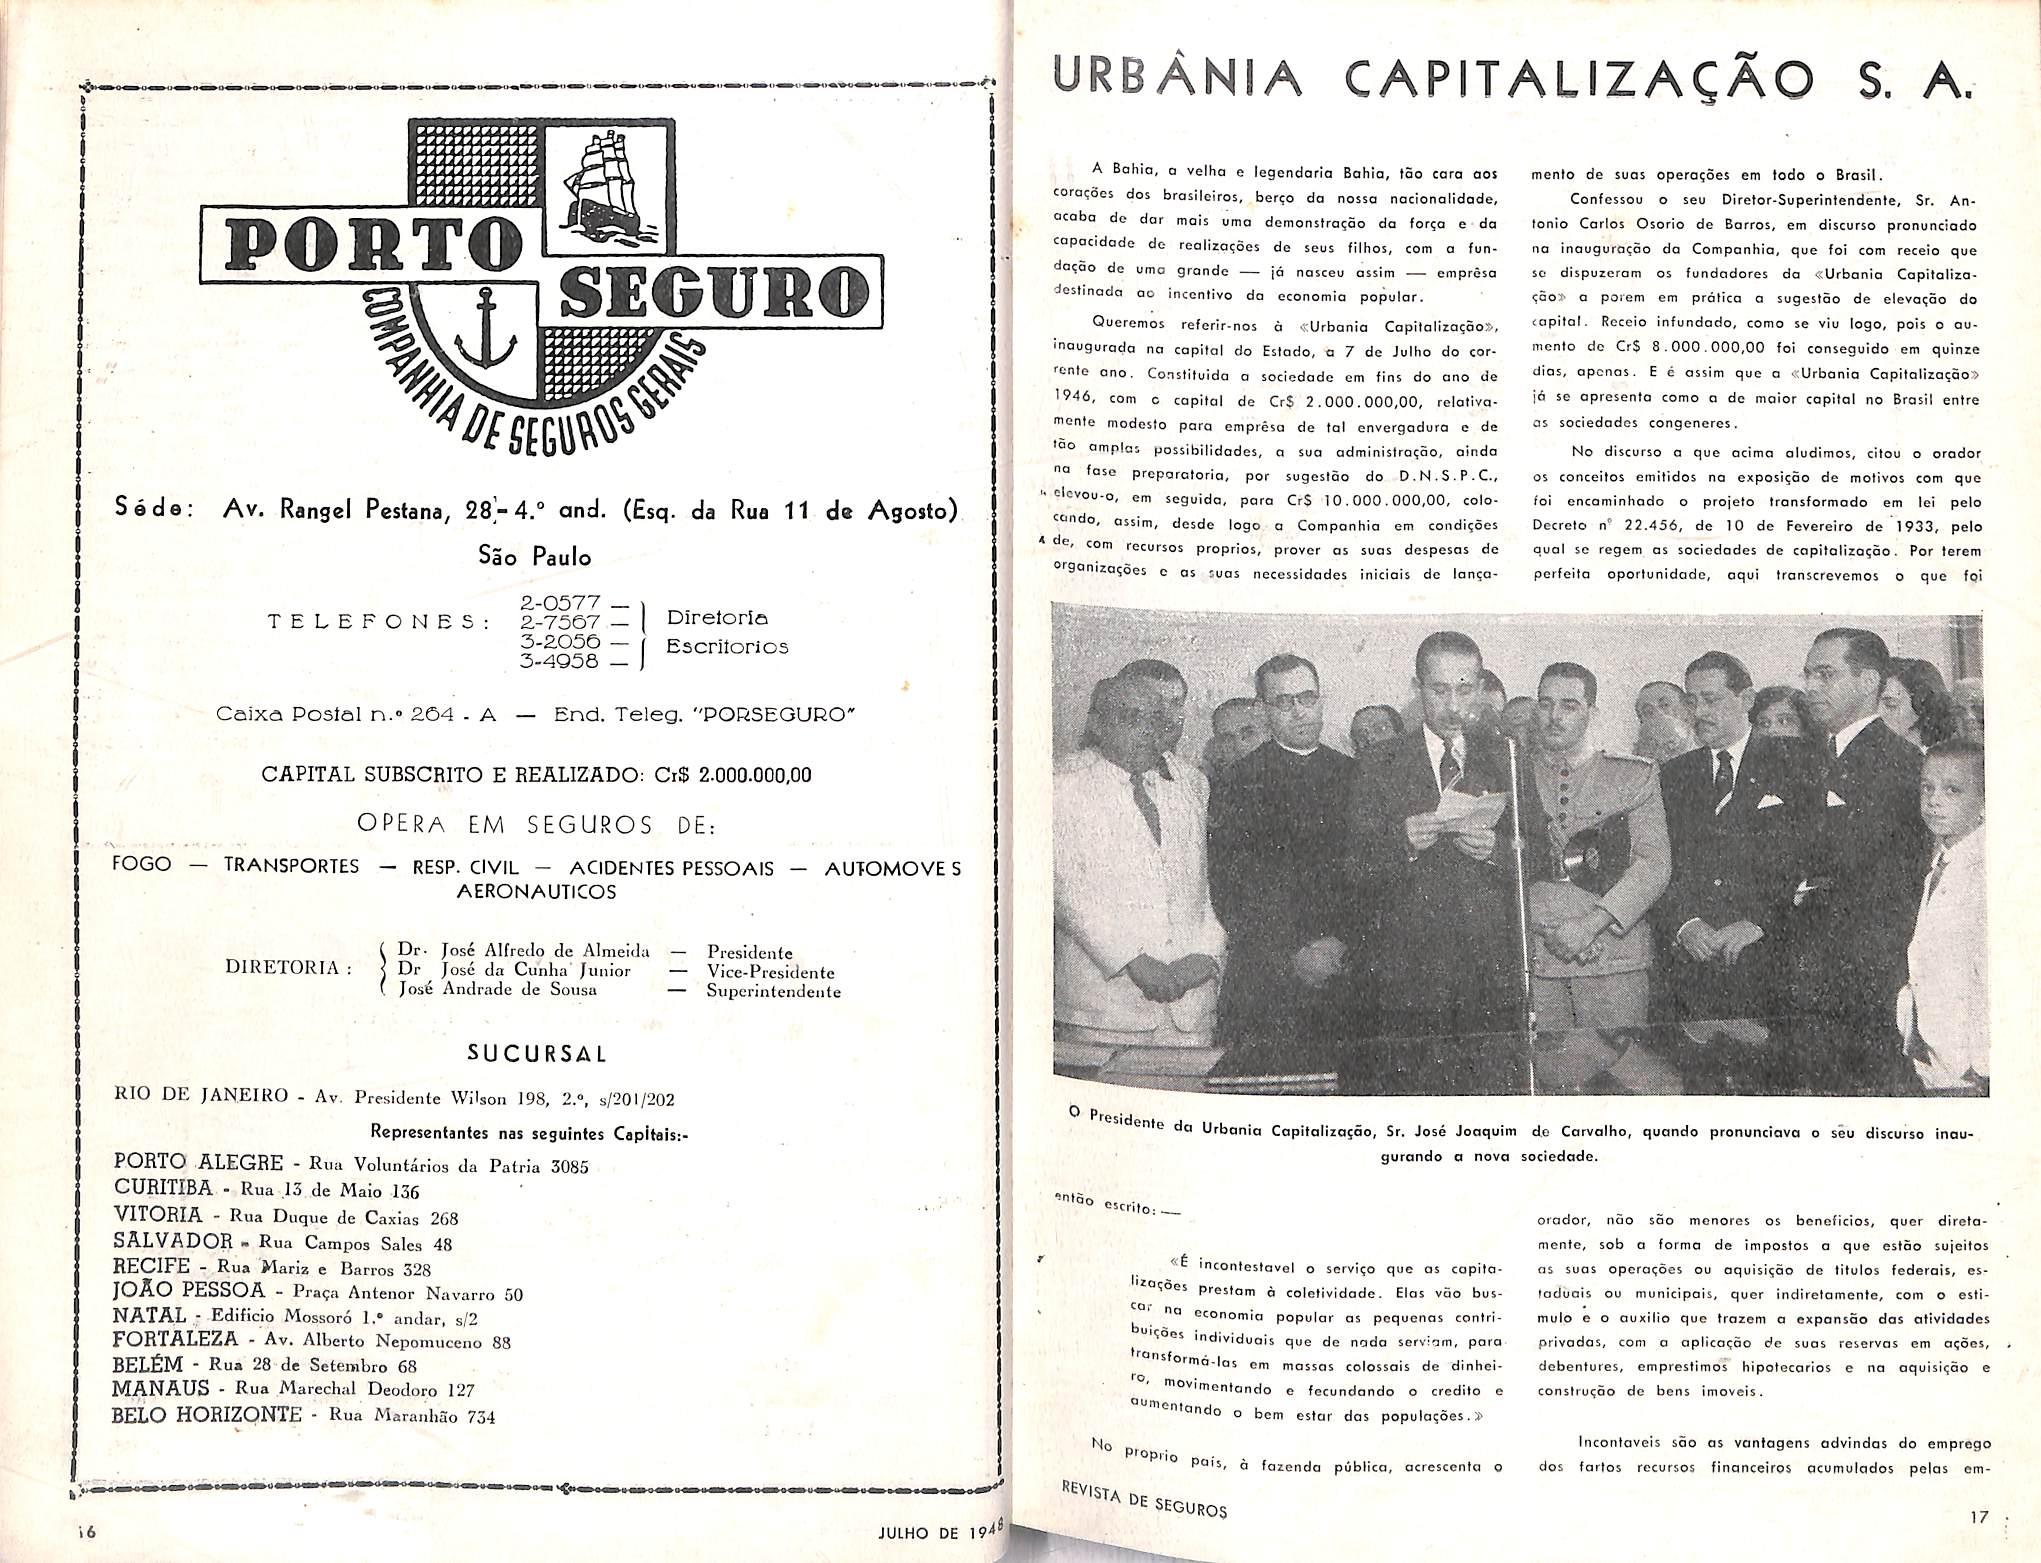 PORTO
SEGURO
COMPANHIA DE SEGUROS GERAIS
Séde: Av. Rangel Pestana, 28 - 4.º and. (Esq. da Rua 11 de Agosto)
São Paulo
TELEFONES:
2-0577 —
2-7567 — Diretoria
3-2056 — Escritorios
3-4958 —
Caixa Postal n.º 264 - A — End. Teleg. "PORSEGURO"
CAPITAL SUBSCRITO E REALIZADO: Cr$ 2.000.000,00
OPERA EM SEGUROS DE:
FOGO — TRANSPORTES — RESP. CIVIL — ACIDENTES PESSOAIS — AUTOMOVES
AERONAUTICOS
DIRETORIA :
Dr. José Alfredo de Almeida — Presidente
Dr José da Cunha Junior — Vice-Presidente
José Andrade de Sousa — Superintendente
SUCURSAL
RIO DE JANEIRO - Av. Presidente Wilson 198, 2.º, s/201/202
Representantes nas seguintes Capitais:-
PORTO ALEGRE - Rua Voluntários da Patria 3085
CURITIBA - Rua 13 de Maio 136
VITORIA - Rua Duque de Caxias 268
SALVADOR - Rua Campos Sales 48
RECIFE - Rua Mariz e Barros 328
JOÃO PESSOA - Praça Antenor Navarro 50
NATAL - Edificio Mossoró 1.º andar, s/2
FORTALEZA - Av. Alberto Nepomuceno 88
BELÉM - Rua 28 de Setembro 68
MANAUS - Rua Marechal Deodoro 127
BELO HORIZONTE - Rua Maranhão 734
16
JULHO DE 1948
URBÂNIA CAPITALIZAÇÃO S. A.
A Bahia, a velha e legendaria Bahia, tão cara aos
corações dos brasileiros, berço da nossa nacionalidade,
acaba de dar mais uma demonstração da força e da
capacidade de realizações de seus filhos, com a fun-
dação de uma grande — já nasceu assim — emprêsa
destinada ao incentivo da economia popular.
Queremos referir-nos à «Urbania Capitalização»,
inaugurada na capital do Estado, a 7 de Julho do cor-
rente ano. Constituida a sociedade em fins do ano de
1946, com o capital de Cr$ 2.000.000,00, relativa-
mente modesto para emprêsa de tal envergadura e de
tão amplas possibilidades, a sua administração, ainda
na fase preparatoria, por sugestão do D.N.S.P.C.,
elevou-o, em seguida, para Cr$ 10.000.000,00, colo-
cando, assim, desde logo a Companhia em condições
de, com recursos proprios, prover as suas despesas de
organizações e as suas necessidades iniciais de lança-
mento de suas operações em todo o Brasil.
Confessou o seu Diretor-Superintendente, Sr. An-
tonio Carlos Osorio de Barros, em discurso pronunciado
na inauguração da Companhia, que foi com receio que
se dispuzeram os fundadores da «Urbania Capitaliza-
ção» a porem em prática a sugestão de elevação do
capital. Receio infundado, como se viu logo, pois o au-
mento de Cr$ 8.000.000,00 foi conseguido em quinze
dias, apenas. E é assim que a «Urbania Capitalização»
já se apresenta como a de maior capital no Brasil entre
as sociedades congeneres.
No discurso a que acima aludimos, citou o orador
os conceitos emitidos na exposição de motivos com que
foi encaminhado o projeto transformado em lei pelo
Decreto nº 22.456, de 10 de Fevereiro de 1933, pelo
qual se regem as sociedades de capitalização. Por terem
perfeita oportunidade, aqui transcrevemos o que foi
O Presidente da Urbania Capitalização, Sr. José Joaquim de Carvalho, quando pronunciava o seu discurso inau-
gurando a nova sociedade.
então escrito: —
«É incontestavel o serviço que as capita-
lizações prestam à coletividade. Elas vão bus-
car na economia popular as pequenas contri-
buições individuais que de nada serviam, para
transformá-las em massas colossais de dinhei-
ro, movimentando e fecundando o credito e
aumentando o bem estar das populações.»
No proprio país, à fazenda pública, acrescenta o
orador, não são menores os beneficios, quer direta-
mente, sob a forma de impostos a que estão sujeitos
as suas operações ou aquisição de titulos federais, es-
taduais ou municipais, quer indiretamente, com o esti-
mulo e o auxilio que trazem a expansão das atividades
privadas, com a aplicação de suas reservas em ações,
debentures, emprestimos hipotecarios e na aquisição e
construção de bens imoveis.
Incontaveis são as vantagens advindas do emprego
dos fartos recursos financeiros acumulados pelas em-
REVISTA DE SEGUROS
17